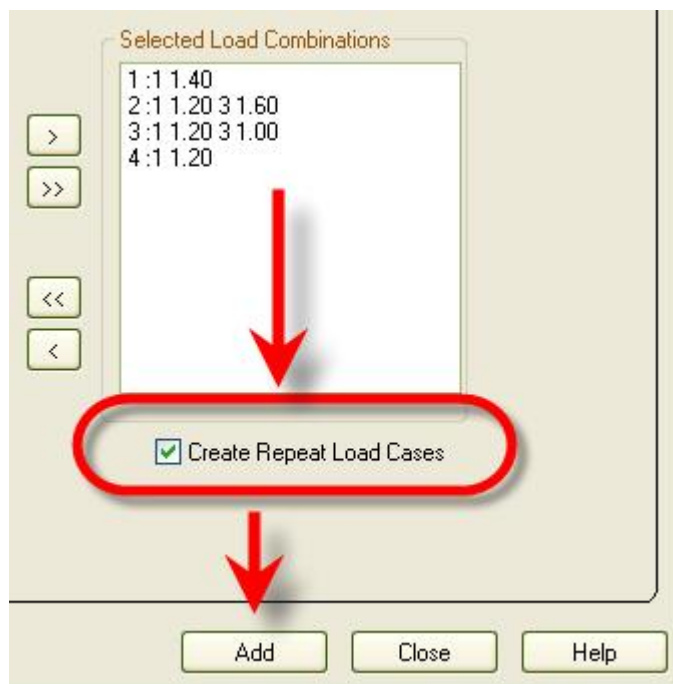 Selected Load Combinations
1 :1 1.40
2 :1 1.20 3 1.60
3 :1 1.20 3 1.00
4 :1 1.20
>
>>
<<
<
Create Repeat Load Cases
Add Close Help